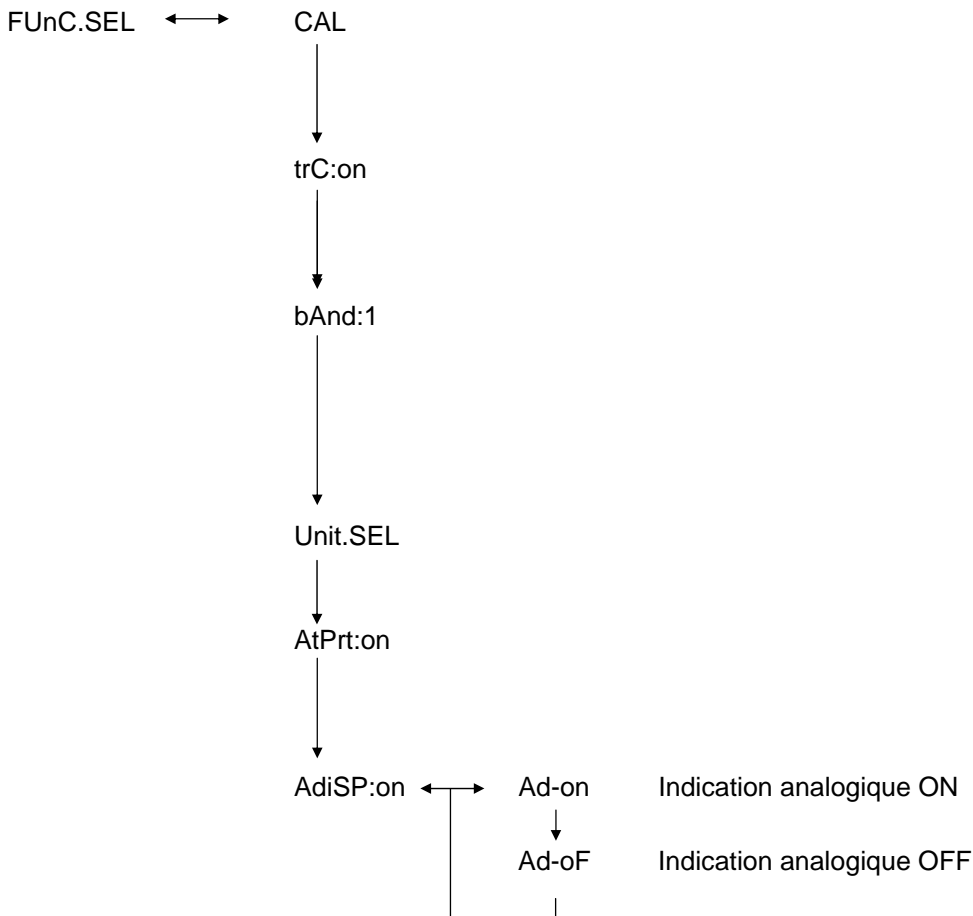 FUnC.SEL CAL
trC:on
bAnd:1
Unit.SEL
AtPrt:on
AdiSP:on Ad-on Indication analogique ON
Ad-oF Indication analogique OFF